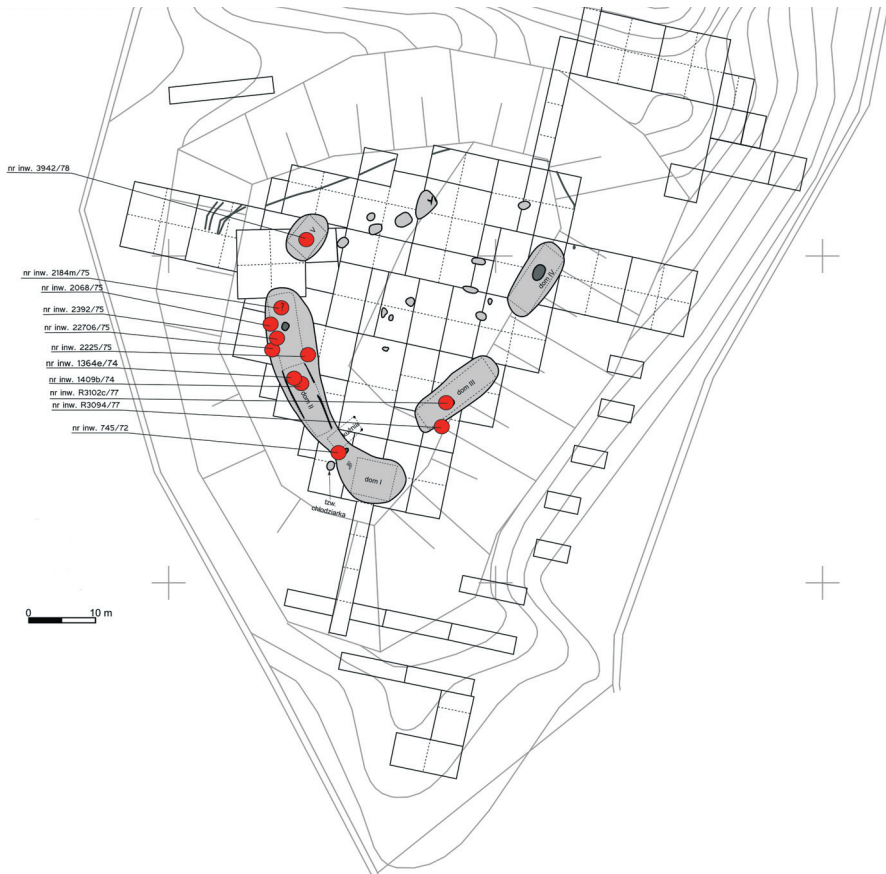 nr inw. 3942/78
V
dom IV
nr inw. 2184m/75
nr inw. 2068/75
nr inw. 2392/75
nr inw. 22706/75
nr inw. 2225/75
nr inw. 1364e/74
nr inw. 1409b/74
nr inw. R3102c/77
nr inw. R3094/77
nr inw. 745/72
dom II
dom III
dom I
tzw.
chłodziarka
0 10 m